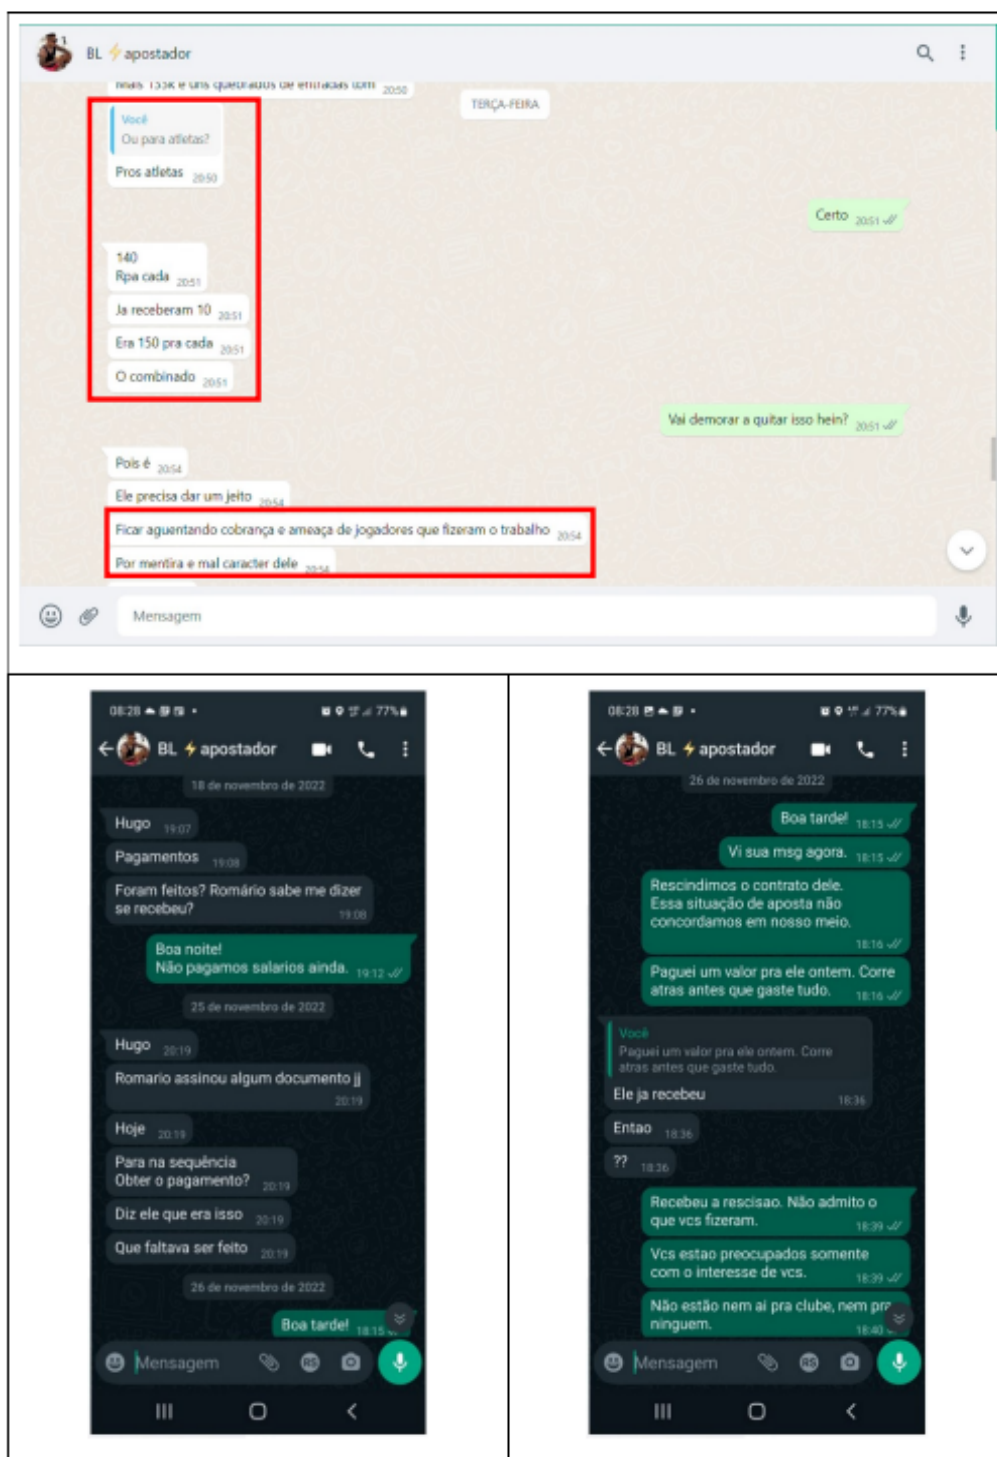 BL ⚡ apostador
Mais 155k e uns quebrados de entradas tbm 20:50
TERÇA-FEIRA
Você
Ou para atletas?
Pros atletas 20:50
Certo 20:51
140
Rpa cada 20:51
Ja receberam 10 20:51
Era 150 pra cada 20:51
O combinado 20:51
Vai demorar a quitar isso hein? 20:51
Pois é 20:54
Ele precisa dar um jeito 20:54
Ficar aguentando cobrança e ameaça de jogadores que fizeram o trabalho 20:54
Por mentira e mal caracter dele 20:54
Mensagem
08:28
77%
BL ⚡ apostador
18 de novembro de 2022
Hugo 19:07
Pagamentos 19:08
Foram feitos? Romário sabe me dizer
se recebeu? 19:08
Boa noite!
Não pagamos salarios ainda. 19:12
25 de novembro de 2022
Hugo 20:19
Romario assinou algum documento jj
20:19
Hoje 20:19
Para na sequência
Obter o pagamento? 20:19
Diz ele que era isso 20:19
Que faltava ser feito 20:19
26 de novembro de 2022
Boa tarde! 18:15
Mensagem
08:28
77%
BL ⚡ apostador
26 de novembro de 2022
Boa tarde! 18:15
Vi sua msg agora. 18:15
Rescindimos o contrato dele.
Essa situação de aposta não
concordamos em nosso meio.
18:16
Paguei um valor pra ele ontem. Corre
atras antes que gaste tudo. 18:16
Você
Paguei um valor pra ele ontem. Corre
atras antes que gaste tudo.
Ele ja recebeu 18:36
Entao 18:36
?? 18:36
Recebeu a rescisao. Não admito o
que vcs fizeram. 18:39
Vcs estao preocupados somente
com o interesse de vcs. 18:39
Não estão nem ai pra clube, nem pra
ninguem. 18:40
Mensagem